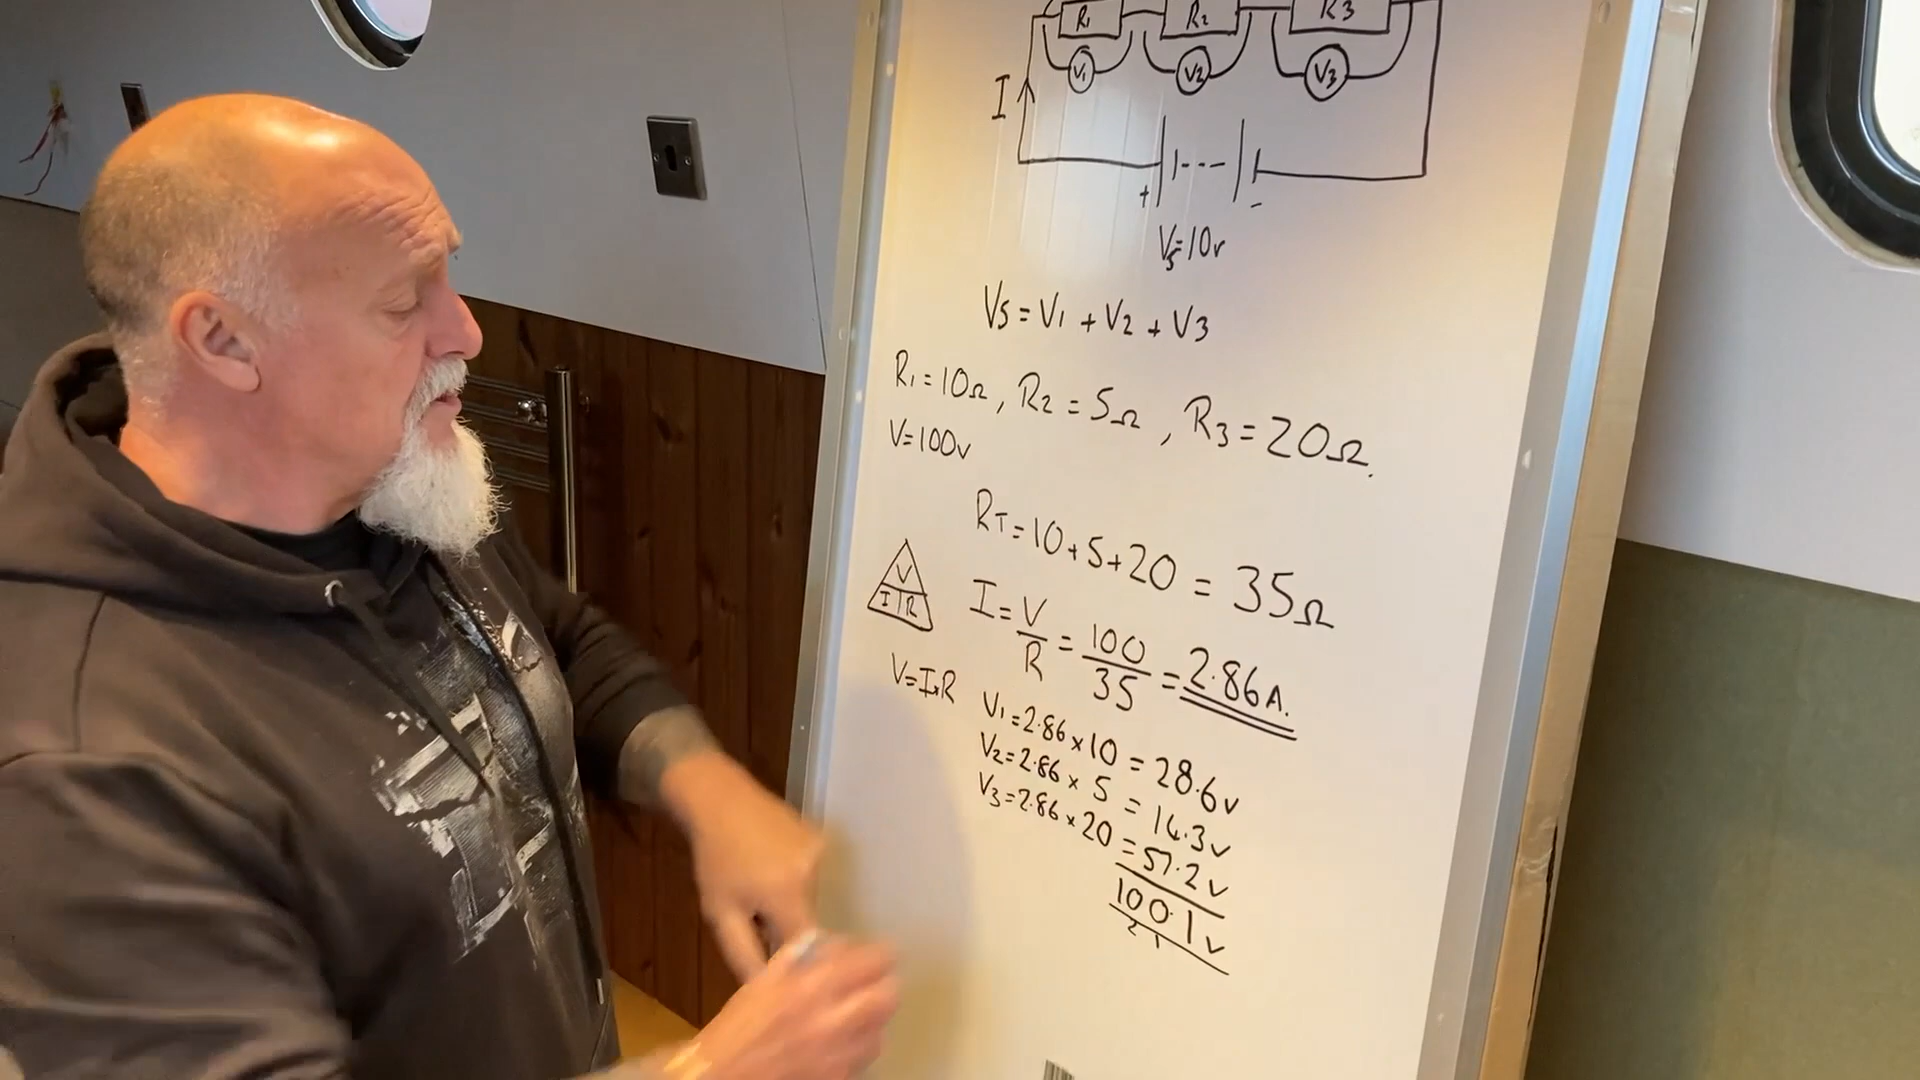 R1 R2 R3
V1 V2 V3
I
+ -
Vs=10v
Vs = V1 + V2 + V3
R1 = 10Ω, R2 = 5Ω, R3 = 20Ω.
V=100v
RT = 10+5+20 = 35Ω
V
I R
I = V/R = 100/35 = 2.86A.
V=I×R
V1 = 2.86 × 10 = 28.6v
V2 = 2.86 × 5 = 14.3v
V3 = 2.86 × 20 = 57.2v
100.1v
2 1